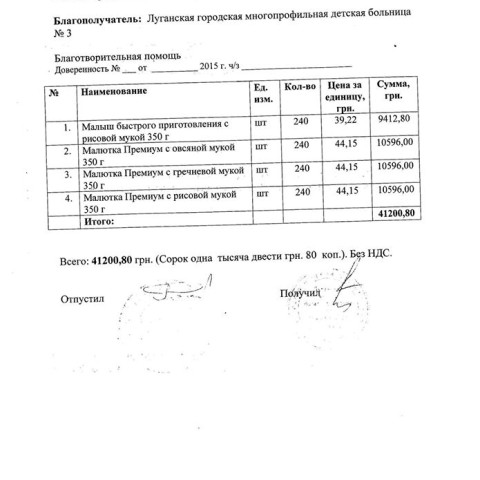 Благополучатель: Луганская городская многопрофильная детская больница
№ 3
Благотворительная помощь
Доверенность № ___ от _________ 2015 г. ч/з ______________________
№ Наименование Ед. изм. Кол-во Цена за единицу, грн. Сумма, грн.
1. Малыш быстрого приготовления с рисовой мукой 350 г шт 240 39,22 9412,80
2. Малютка Премиум с овсяной мукой 350 г шт 240 44,15 10596,00
3. Малютка Премиум с гречневой мукой 350 г шт 240 44,15 10596,00
4. Малютка Премиум с рисовой мукой 350 г шт 240 44,15 10596,00
Итого: 41200,80
Всего: 41200,80 грн. (Сорок одна тысяча двести грн. 80 коп.). Без НДС.
Отпустил Получил